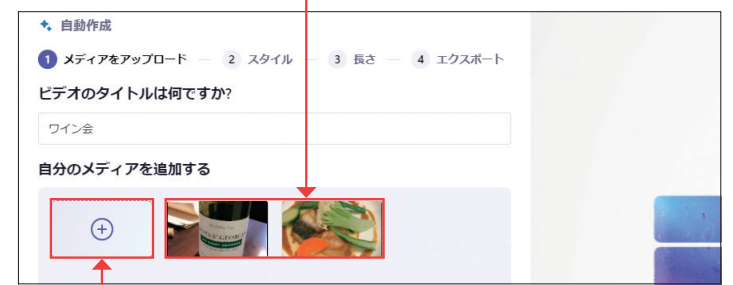 自動作成
1 メディアをアップロード — 2 スタイル — 3 長さ — 4 エクスポート
ビデオのタイトルは何ですか?
ワイン会
自分のメディアを追加する